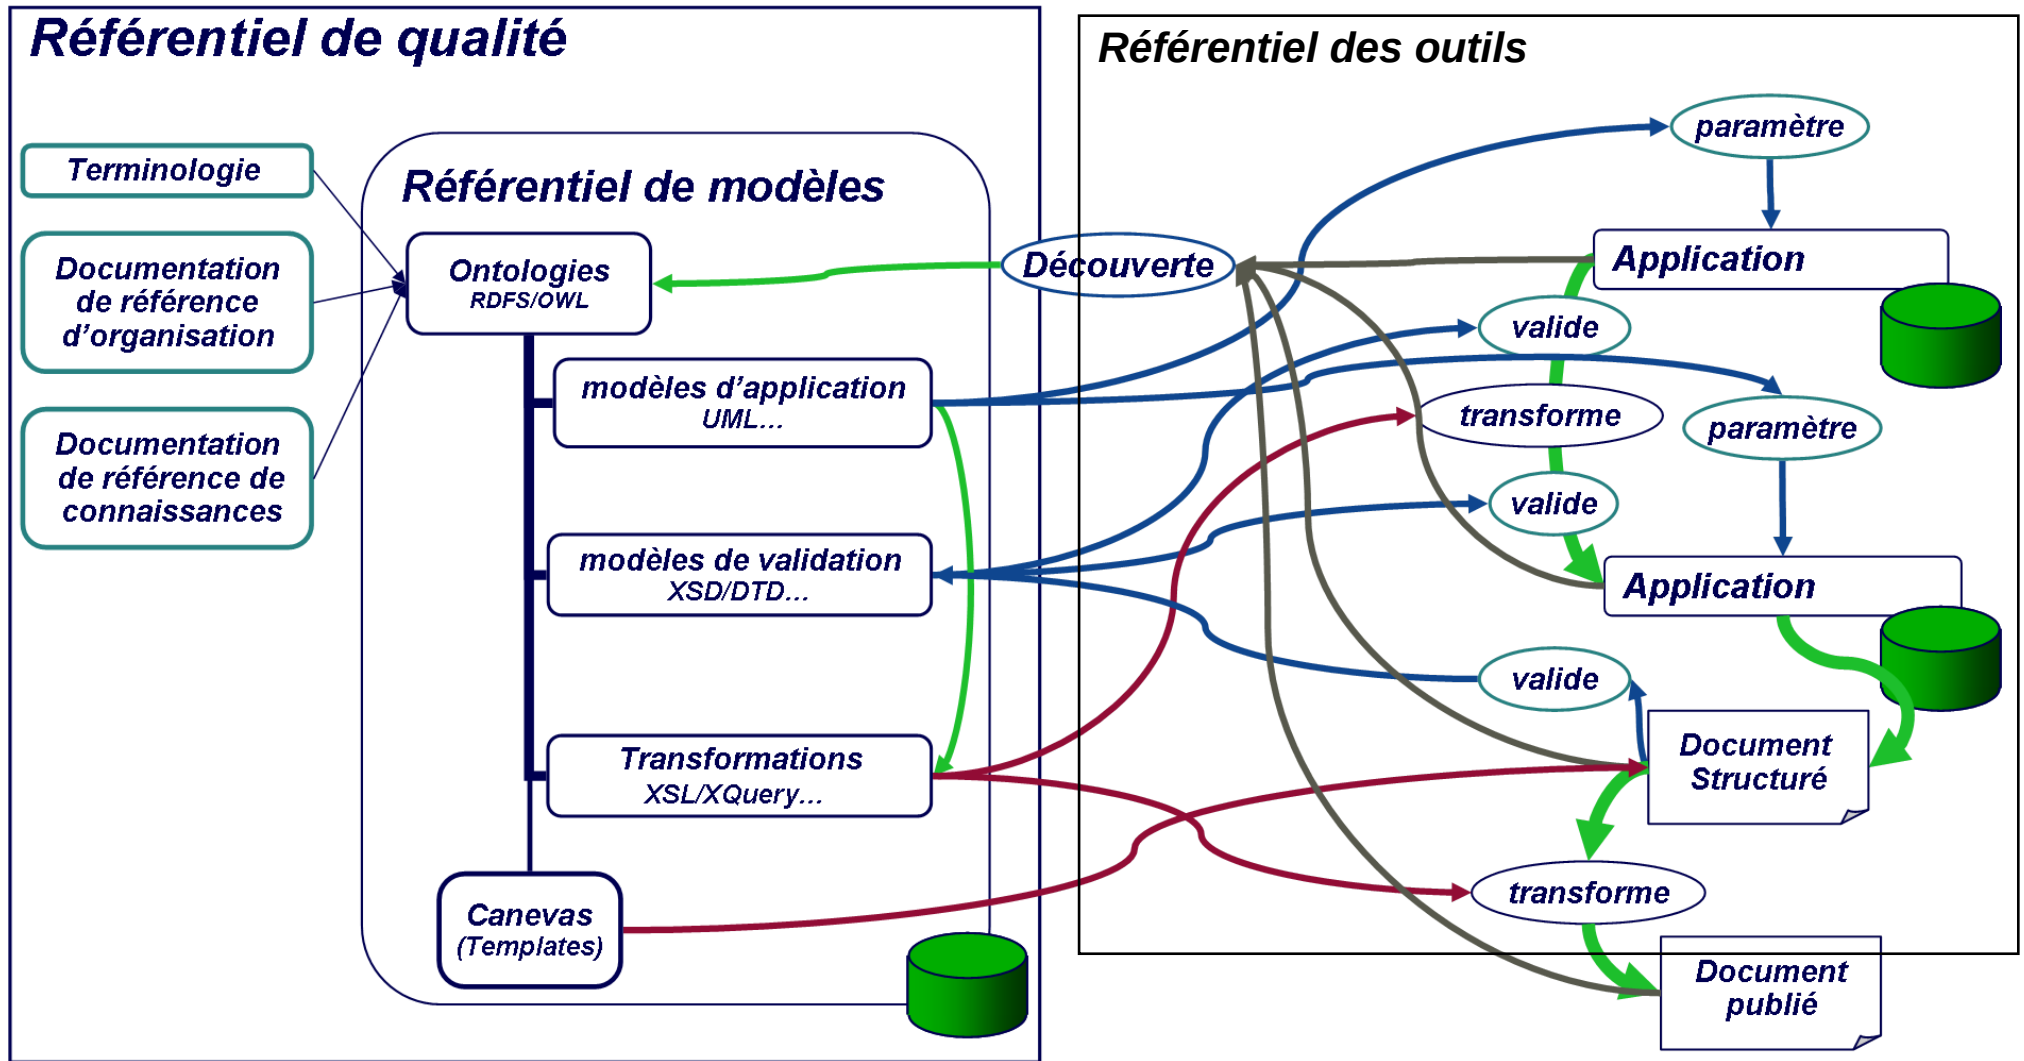 Référentiel de qualité
Terminologie
Documentation
de référence
d’organisation
Documentation
de référence de
connaissances
Référentiel de modèles
Ontologies
RDFS/OWL
modèles d’application
UML...
modèles de validation
XSD/DTD...
Transformations
XSL/XQuery...
Canevas
(Templates)
Découverte
Référentiel des outils
paramètre
Application
valide
transforme
paramètre
valide
Application
valide
Document
Structuré
transforme
Document
publié